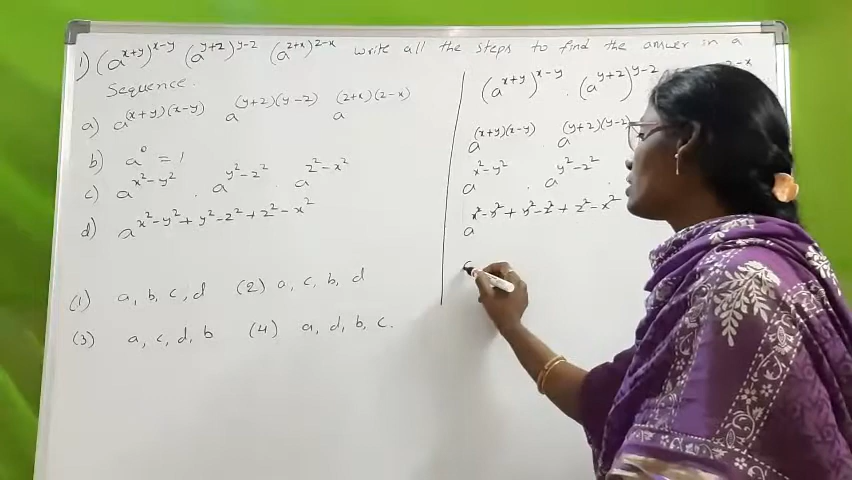 1) (a^x+y)^x-y (a^y+z)^y-z (a^z+x)^z-x write all the steps to find the answer in a
Sequence.
a) a^(x+y)(x-y) a^(y+z)(y-z) a^(z+x)(z-x)
b) a^0 = 1
c) a^x²-y² . a^y²-z² . a^z²-x²
d) a^x²-y²+y²-z²+z²-x²
(1) a, b, c, d (2) a, c, b, d
(3) a, c, d, b (4) a, d, b, c.
(a^x+y)^x-y . (a^y+z)^y-z
a^(x+y)(x-y) a^(y+z)(y-z)
a^x²-y² . a^y²-z² .
a^x²-y²+y²-z²+z²-x²